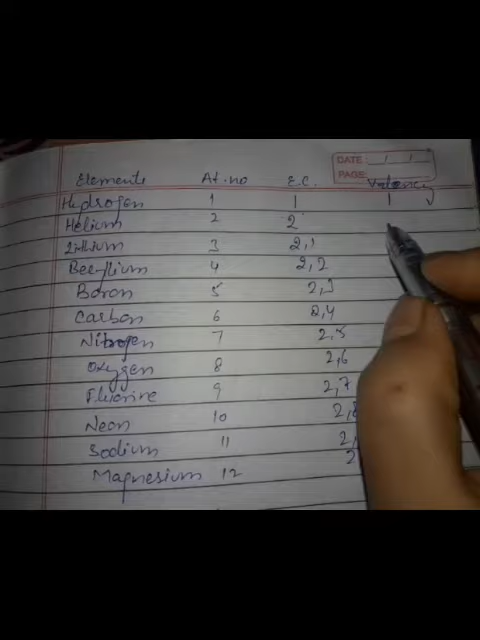 DATE: / /
PAGE:
Elements At.no E.C. Valency
Hydrogen 1 1 1
Helium 2 2
Lithium 3 2,1
Beryllium 4 2,2
Boron 5 2,3
Carbon 6 2,4
Nitrogen 7 2,5
Oxygen 8 2,6
Fluorine 9 2,7
Neon 10 2,8
Sodium 11 2,
Magnesium 12 2